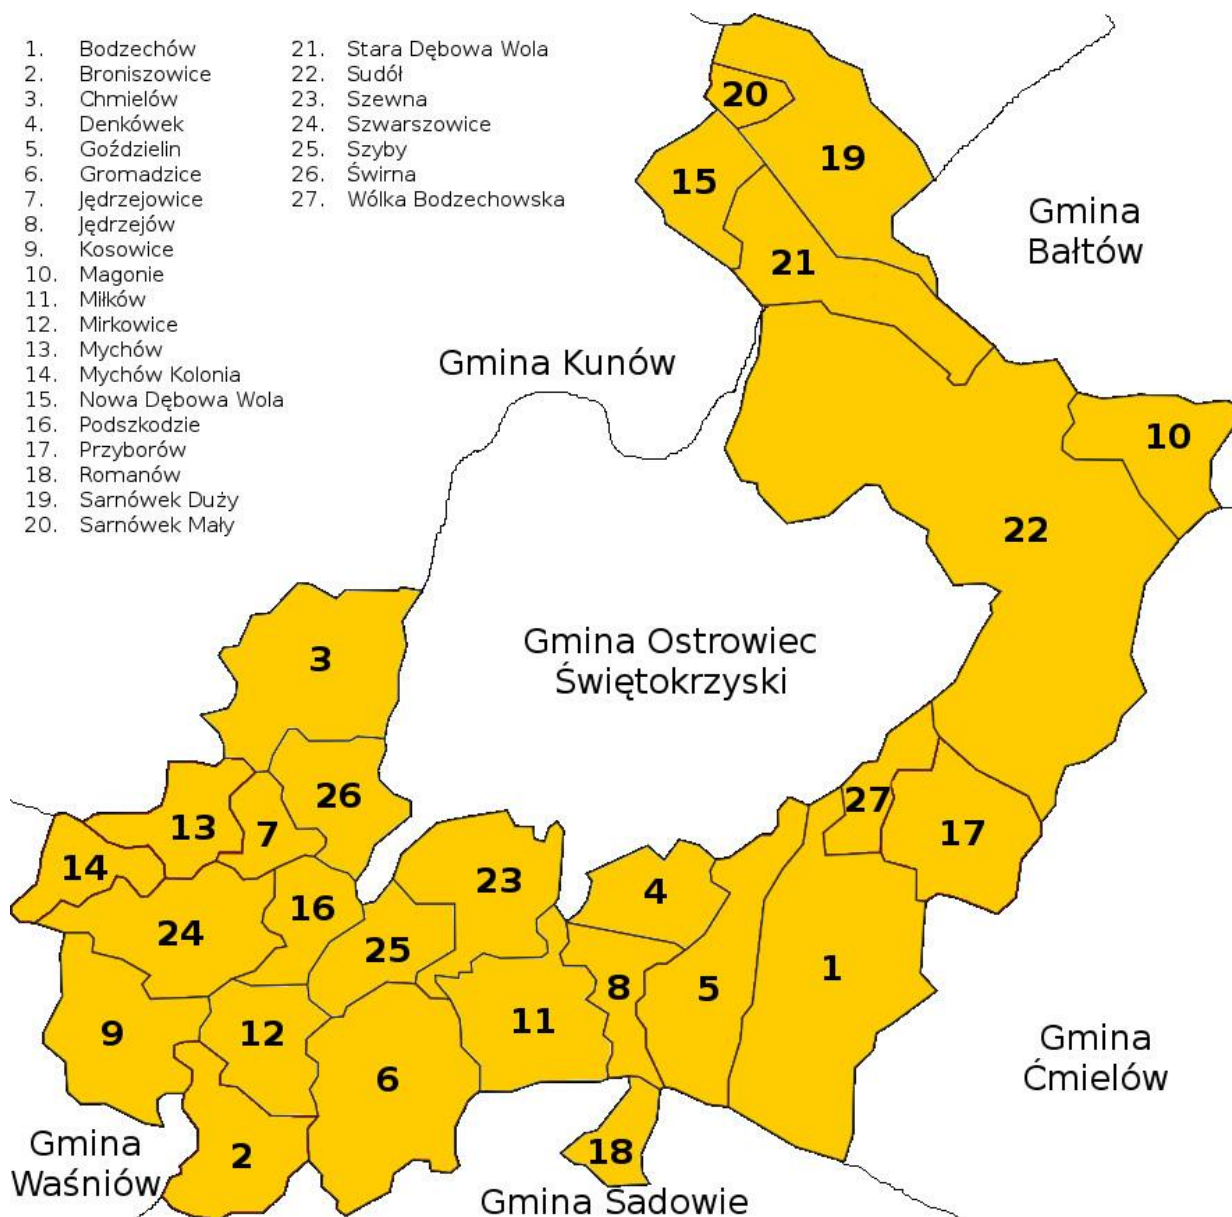 1. Bodzechów
2. Broniszowice
3. Chmielów
4. Denkówek
5. Goździelin
6. Gromadzice
7. Jędrzejowice
8. Jędrzejów
9. Kosowice
10. Magonie
11. Miłków
12. Mirkowice
13. Mychów
14. Mychów Kolonia
15. Nowa Dębowa Wola
16. Podszkodzie
17. Przyborów
18. Romanów
19. Sarnówek Duży
20. Sarnówek Mały
21. Stara Dębowa Wola
22. Sudół
23. Szewna
24. Szwarszowice
25. Szyby
26. Świrna
27. Wólka Bodzechowska
20
19
15
Gmina
Bałtów
21
Gmina Kunów
10
22
Gmina Ostrowiec
Świętokrzyski
3
26
27
13
7
17
14
23
4
16
24
25
1
8
5
11
9
12
Gmina
Ćmielów
6
Gmina
Waśniów
2
18
Gmina Sadowie